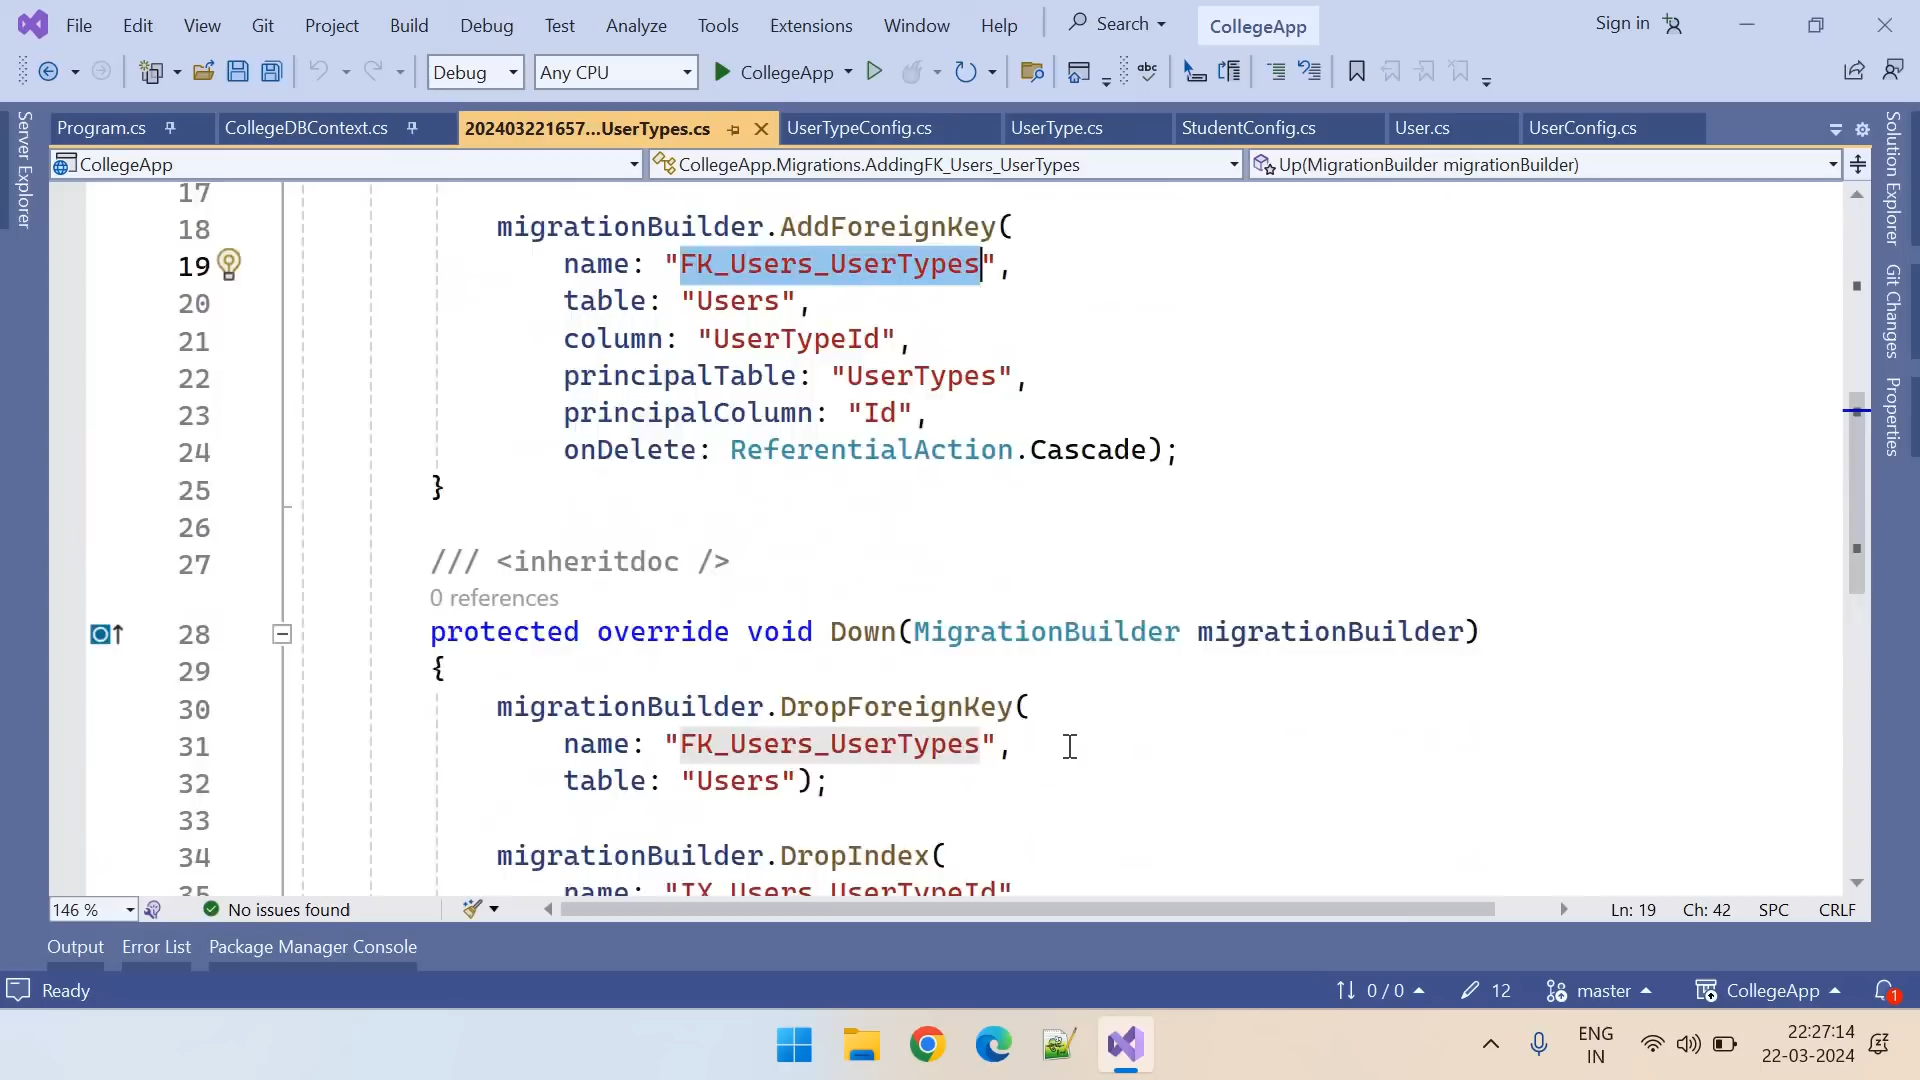 File Edit View Git Project Build Debug Test Analyze Tools Extensions Window Help Search CollegeApp Sign in
Debug Any CPU CollegeApp
Program.cs CollegeDBContext.cs 202403221657...UserTypes.cs UserTypeConfig.cs UserType.cs StudentConfig.cs User.cs UserConfig.cs
CollegeApp CollegeApp.Migrations.AddingFK_Users_UserTypes Up(MigrationBuilder migrationBuilder)
Server Explorer
Solution Explorer
Git Changes
Properties
17
18 migrationBuilder.AddForeignKey(
19 name: "FK_Users_UserTypes",
20 table: "Users",
21 column: "UserTypeId",
22 principalTable: "UserTypes",
23 principalColumn: "Id",
24 onDelete: ReferentialAction.Cascade);
25 }
26
27 /// <inheritdoc />
0 references
28 protected override void Down(MigrationBuilder migrationBuilder)
29 {
30 migrationBuilder.DropForeignKey(
31 name: "FK_Users_UserTypes",
32 table: "Users");
33
34 migrationBuilder.DropIndex(
35 name: "IX_Users_UserTypeId"
146 % No issues found Ln: 19 Ch: 42 SPC CRLF
Output Error List Package Manager Console
Ready 0 / 0 12 master CollegeApp 1
ENG 22:27:14
IN 22-03-2024